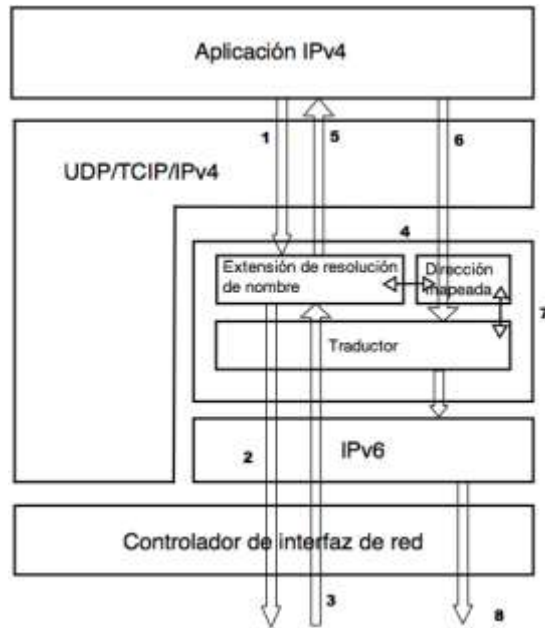 Aplicación IPv4
1
5
6
UDP/TCIP/IPv4
4
Extensión de resolución
de nombre
Dirección
mapeada
7
Traductor
2
IPv6
Controlador de interfaz de red
3
8